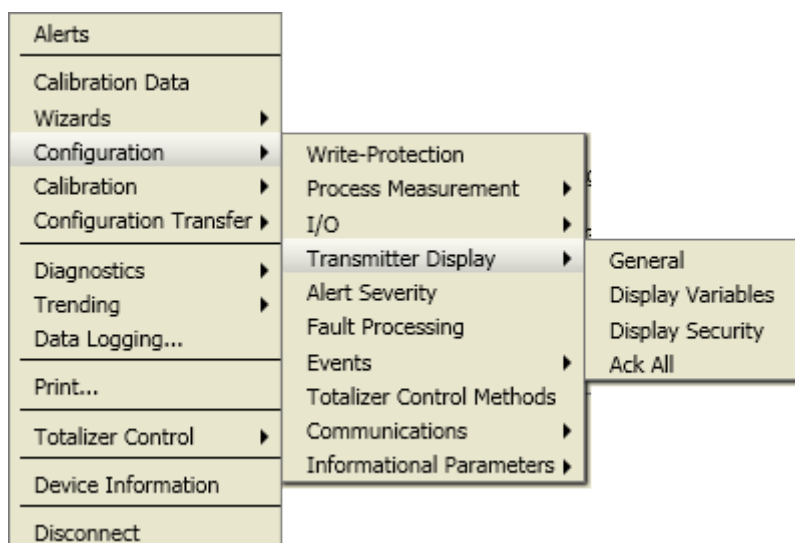 Alerts
Calibration Data
Wizards
Configuration
Calibration
Configuration Transfer
Diagnostics
Trending
Data Logging...
Print...
Totalizer Control
Device Information
Disconnect
Write-Protection
Process Measurement
I/O
Transmitter Display
Alert Severity
Fault Processing
Events
Totalizer Control Methods
Communications
Informational Parameters
General
Display Variables
Display Security
Ack All